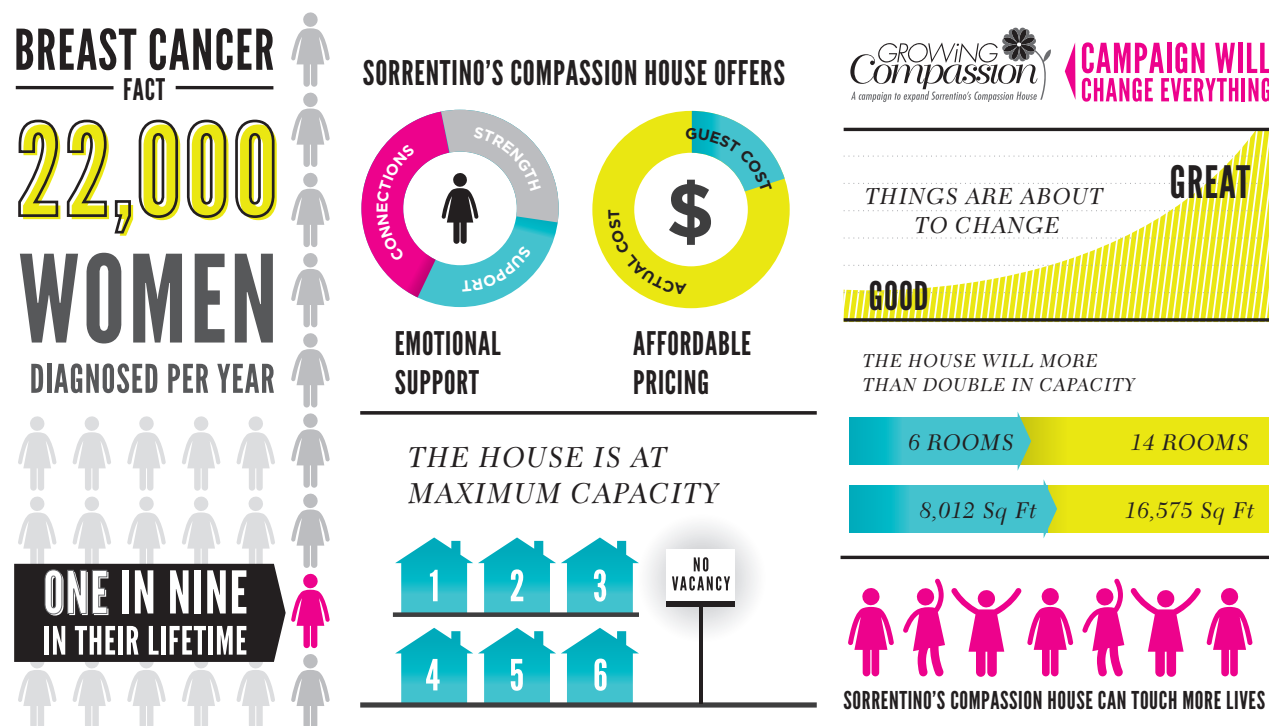 BREAST CANCER
FACT
22,000
WOMEN
DIAGNOSED PER YEAR
ONE IN NINE
IN THEIR LIFETIME
SORRENTINO'S COMPASSION HOUSE OFFERS
CONNECTIONS
STRENGTH
SUPPORT
GUEST COST
ACTUAL COST
$
EMOTIONAL
SUPPORT
AFFORDABLE
PRICING
THE HOUSE IS AT
MAXIMUM CAPACITY
1 2 3
NO
VACANCY
4 5 6
GROWiNG
Compassion
A campaign to expand Sorrentino's Compassion House
CAMPAIGN WILL
CHANGE EVERYTHING
THINGS ARE ABOUT
TO CHANGE
GREAT
GOOD
THE HOUSE WILL MORE
THAN DOUBLE IN CAPACITY
6 ROOMS 14 ROOMS
8,012 Sq Ft 16,575 Sq Ft
SORRENTINO'S COMPASSION HOUSE CAN TOUCH MORE LIVES